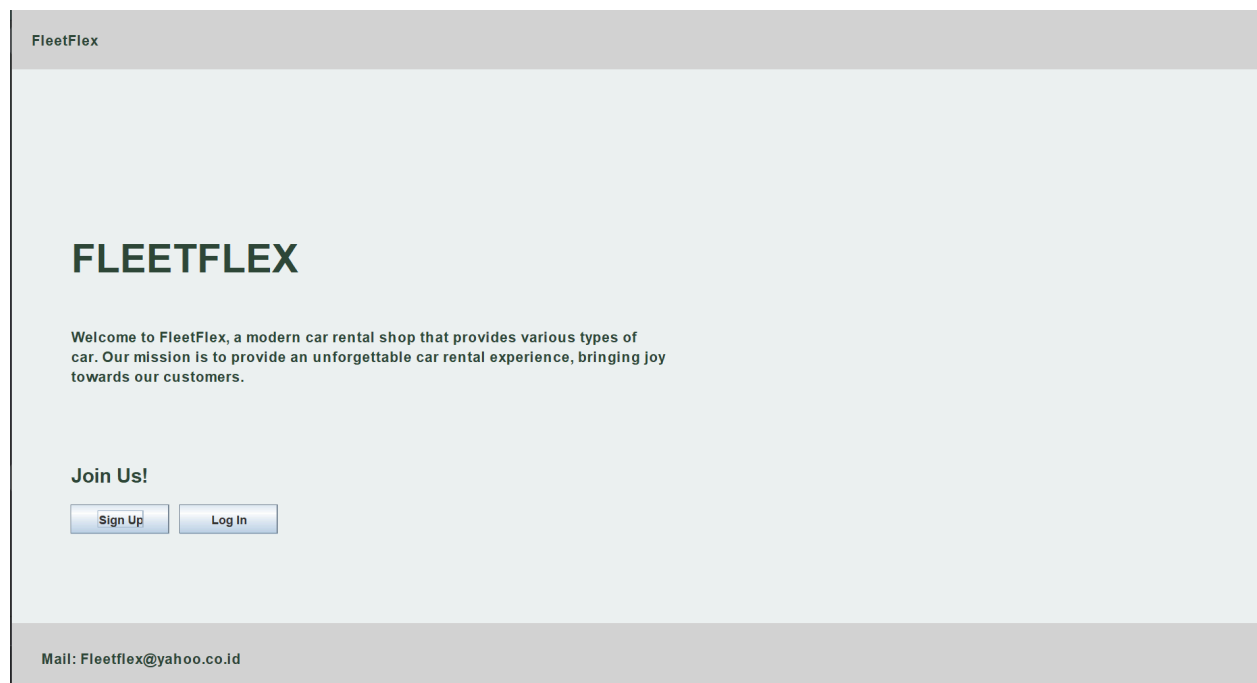 FleetFlex
FLEETFLEX
Welcome to FleetFlex, a modern car rental shop that provides various types of
car. Our mission is to provide an unforgettable car rental experience, bringing joy
towards our customers.
Join Us!
Sign Up
Log In
Mail: Fleetflex@yahoo.co.id